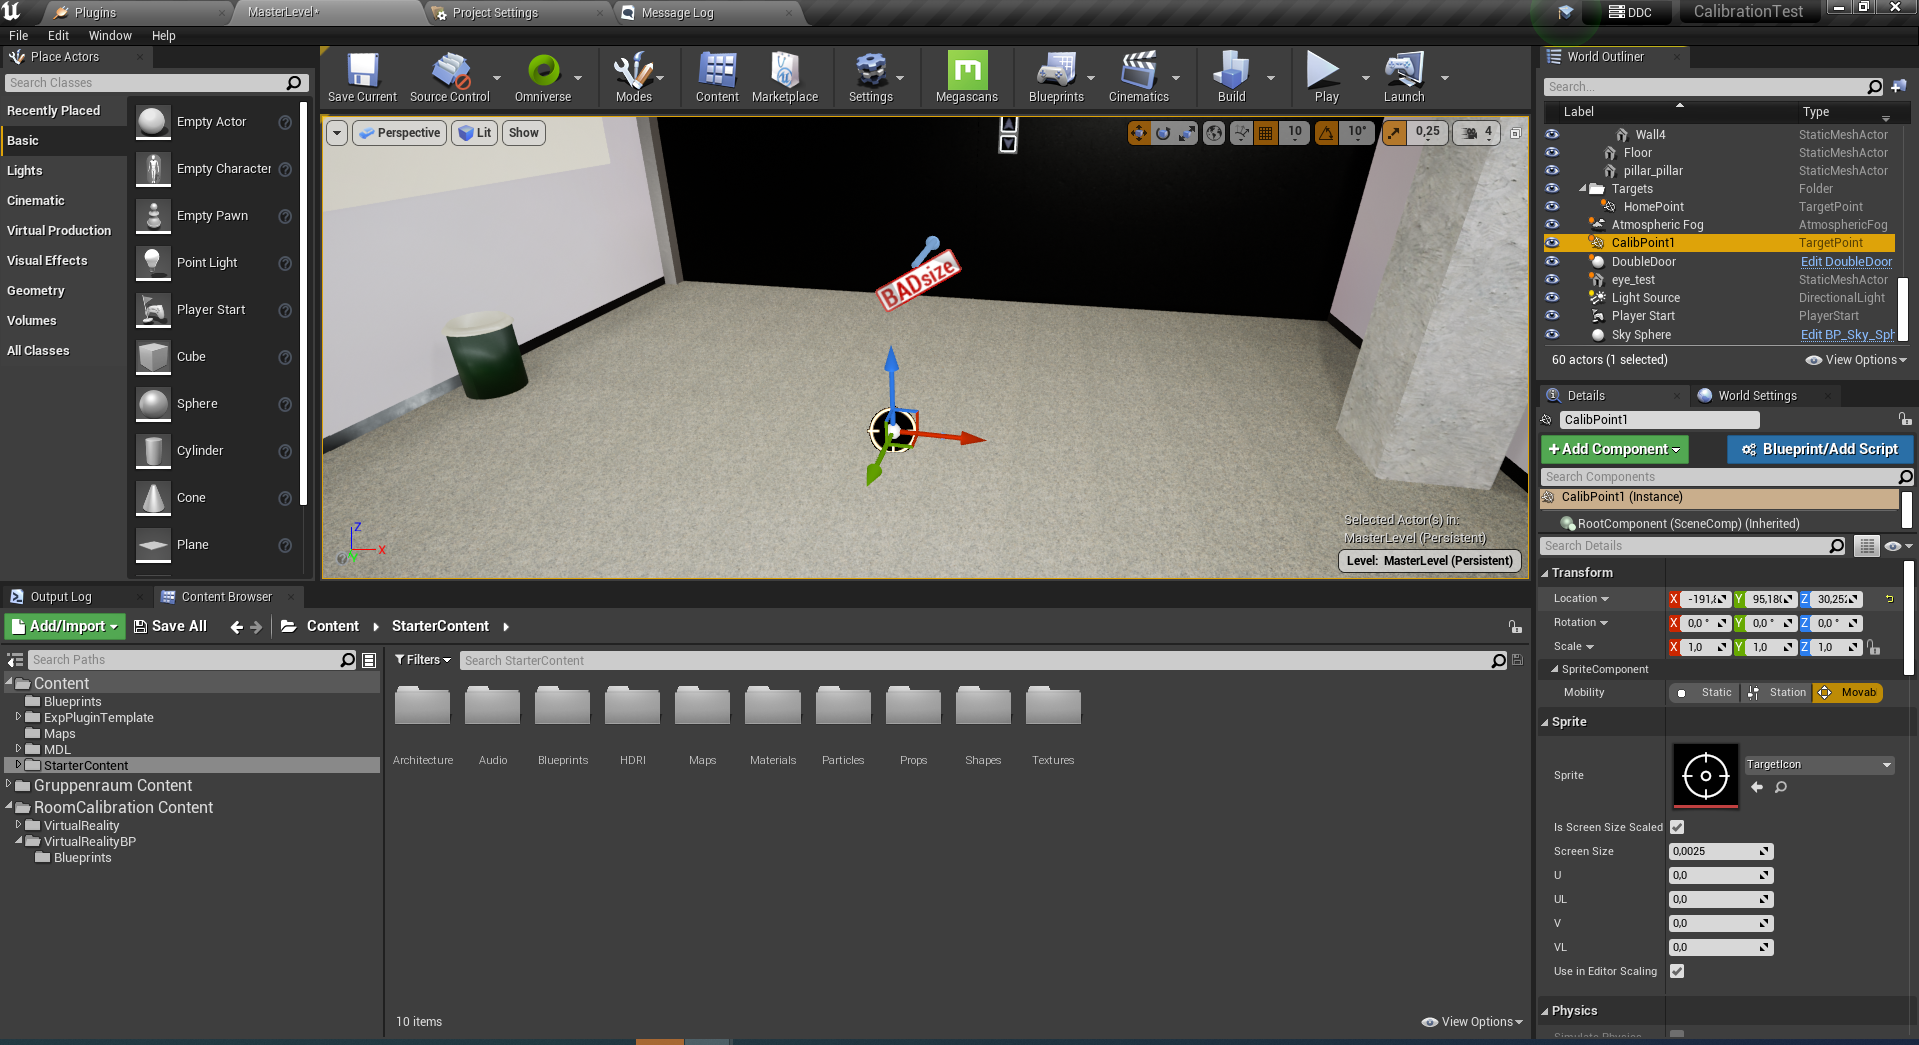 Plugins
MasterLevel*
Project Settings
Message Log
DDC
CalibrationTest
File Edit Window Help
Place Actors
Search Classes
Recently Placed
Basic
Lights
Cinematic
Virtual Production
Visual Effects
Geometry
Volumes
All Classes
Empty Actor
Empty Character
Empty Pawn
Point Light
Player Start
Cube
Sphere
Cylinder
Cone
Plane
Save Current
Source Control
Omniverse
Modes
Content
Marketplace
Settings
Megascans
Blueprints
Cinematics
Build
Play
Launch
Perspective
Lit
Show
10
10°
0,25
4
BADsize
Z
X
Selected Actor(s) in:
MasterLevel (Persistent)
Level: MasterLevel (Persistent)
World Outliner
Search...
Label Type
Wall4 StaticMeshActor
Floor StaticMeshActor
pillar_pillar StaticMeshActor
Targets Folder
HomePoint TargetPoint
Atmospheric Fog AtmosphericFog
CalibPoint1 TargetPoint
DoubleDoor Edit DoubleDoor
eye_test StaticMeshActor
Light Source DirectionalLight
Player Start PlayerStart
Sky Sphere Edit BP_Sky_Sph
60 actors (1 selected)
View Options
Details
World Settings
CalibPoint1
+Add Component
Blueprint/Add Script
Search Components
CalibPoint1 (Instance)
RootComponent (SceneComp) (Inherited)
Search Details
Transform
Location X -191,8 Y 95,180 Z 30,252
Rotation X 0,0 ° Y 0,0 ° Z 0,0 °
Scale X 1,0 Y 1,0 Z 1,0
SpriteComponent
Mobility Static Station Movab
Sprite
Sprite
TargetIcon
Is Screen Size Scaled
Screen Size 0,0025
U 0,0
UL 0,0
V 0,0
VL 0,0
Use in Editor Scaling
Physics
Output Log
Content Browser
Add/Import
Save All
Content
StarterContent
Search Paths
Content
Blueprints
ExpPluginTemplate
Maps
MDL
StarterContent
Gruppenraum Content
RoomCalibration Content
VirtualReality
VirtualRealityBP
Blueprints
Filters
Search StarterContent
Architecture
Audio
Blueprints
HDRI
Maps
Materials
Particles
Props
Shapes
Textures
10 items
View Options